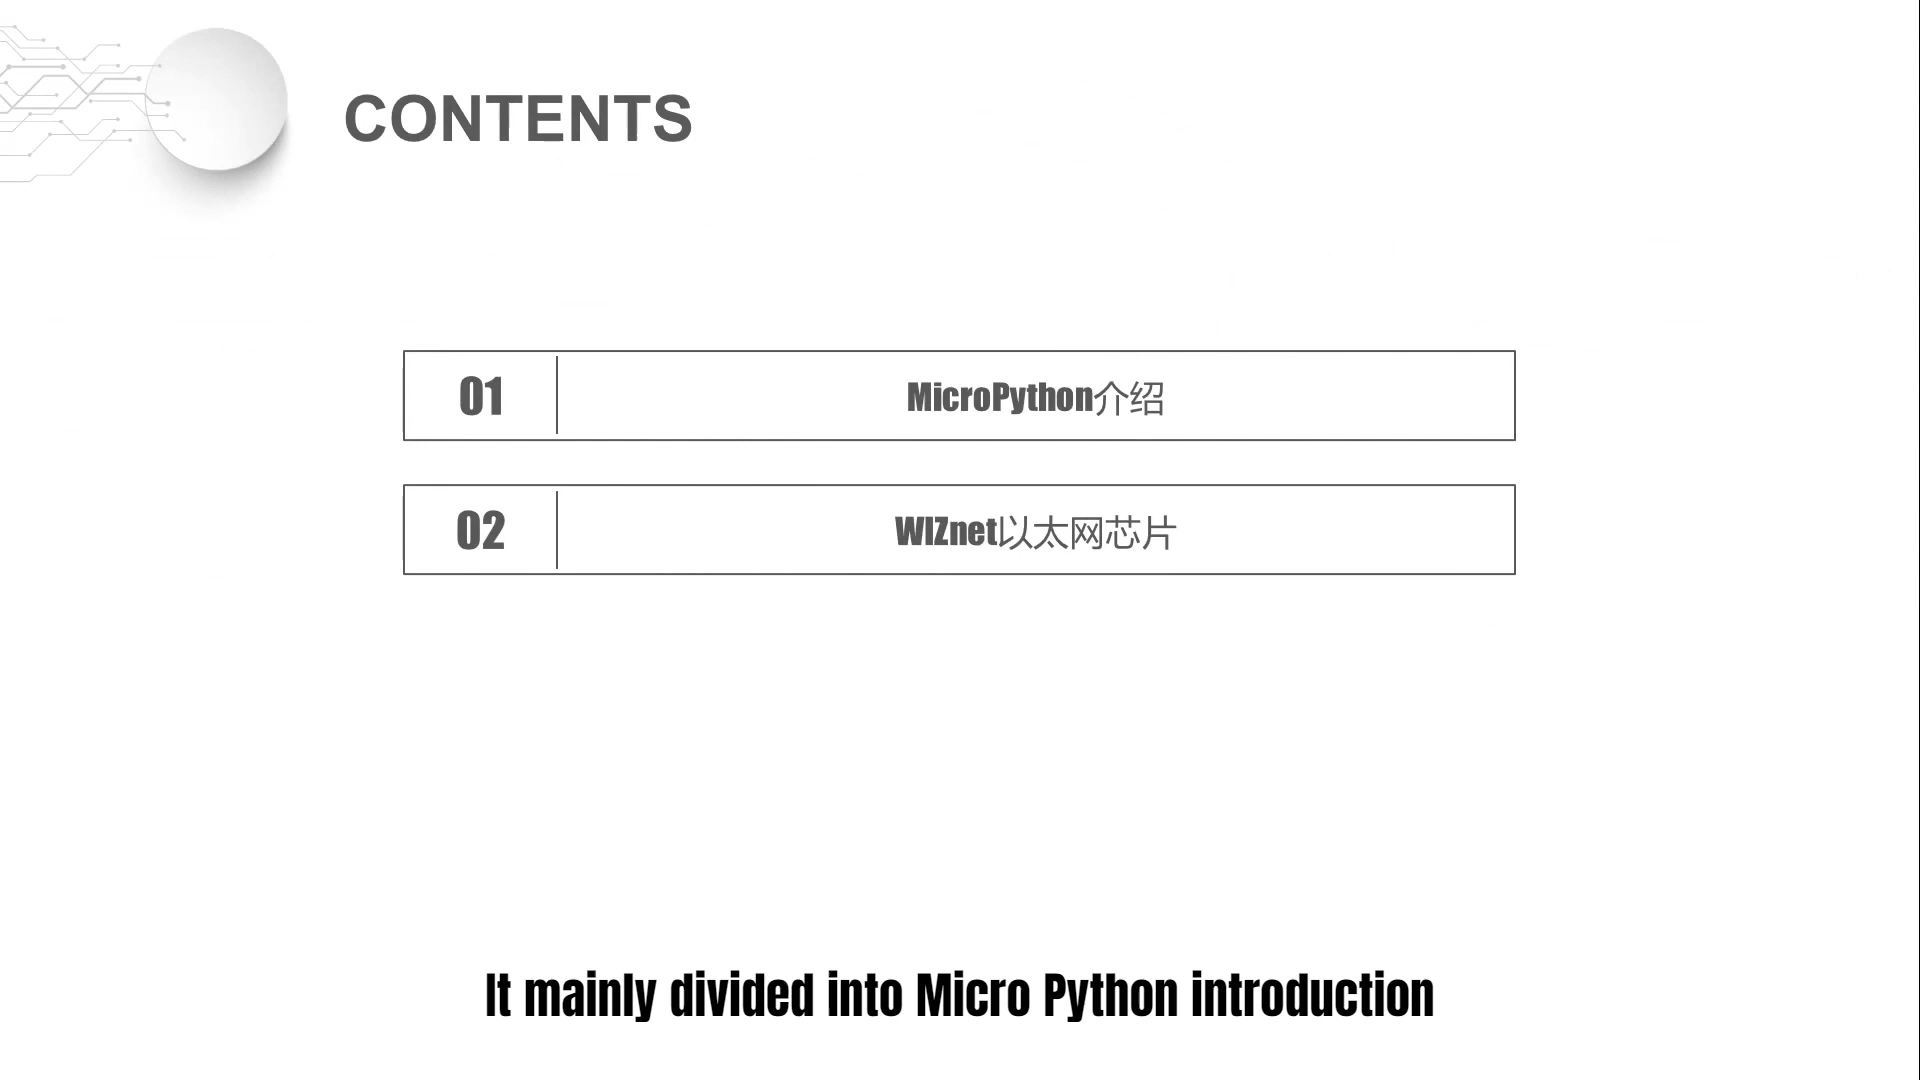 CONTENTS
01 MicroPython介绍
02 WIZnet以太网芯片
It mainly divided into Micro Python introduction